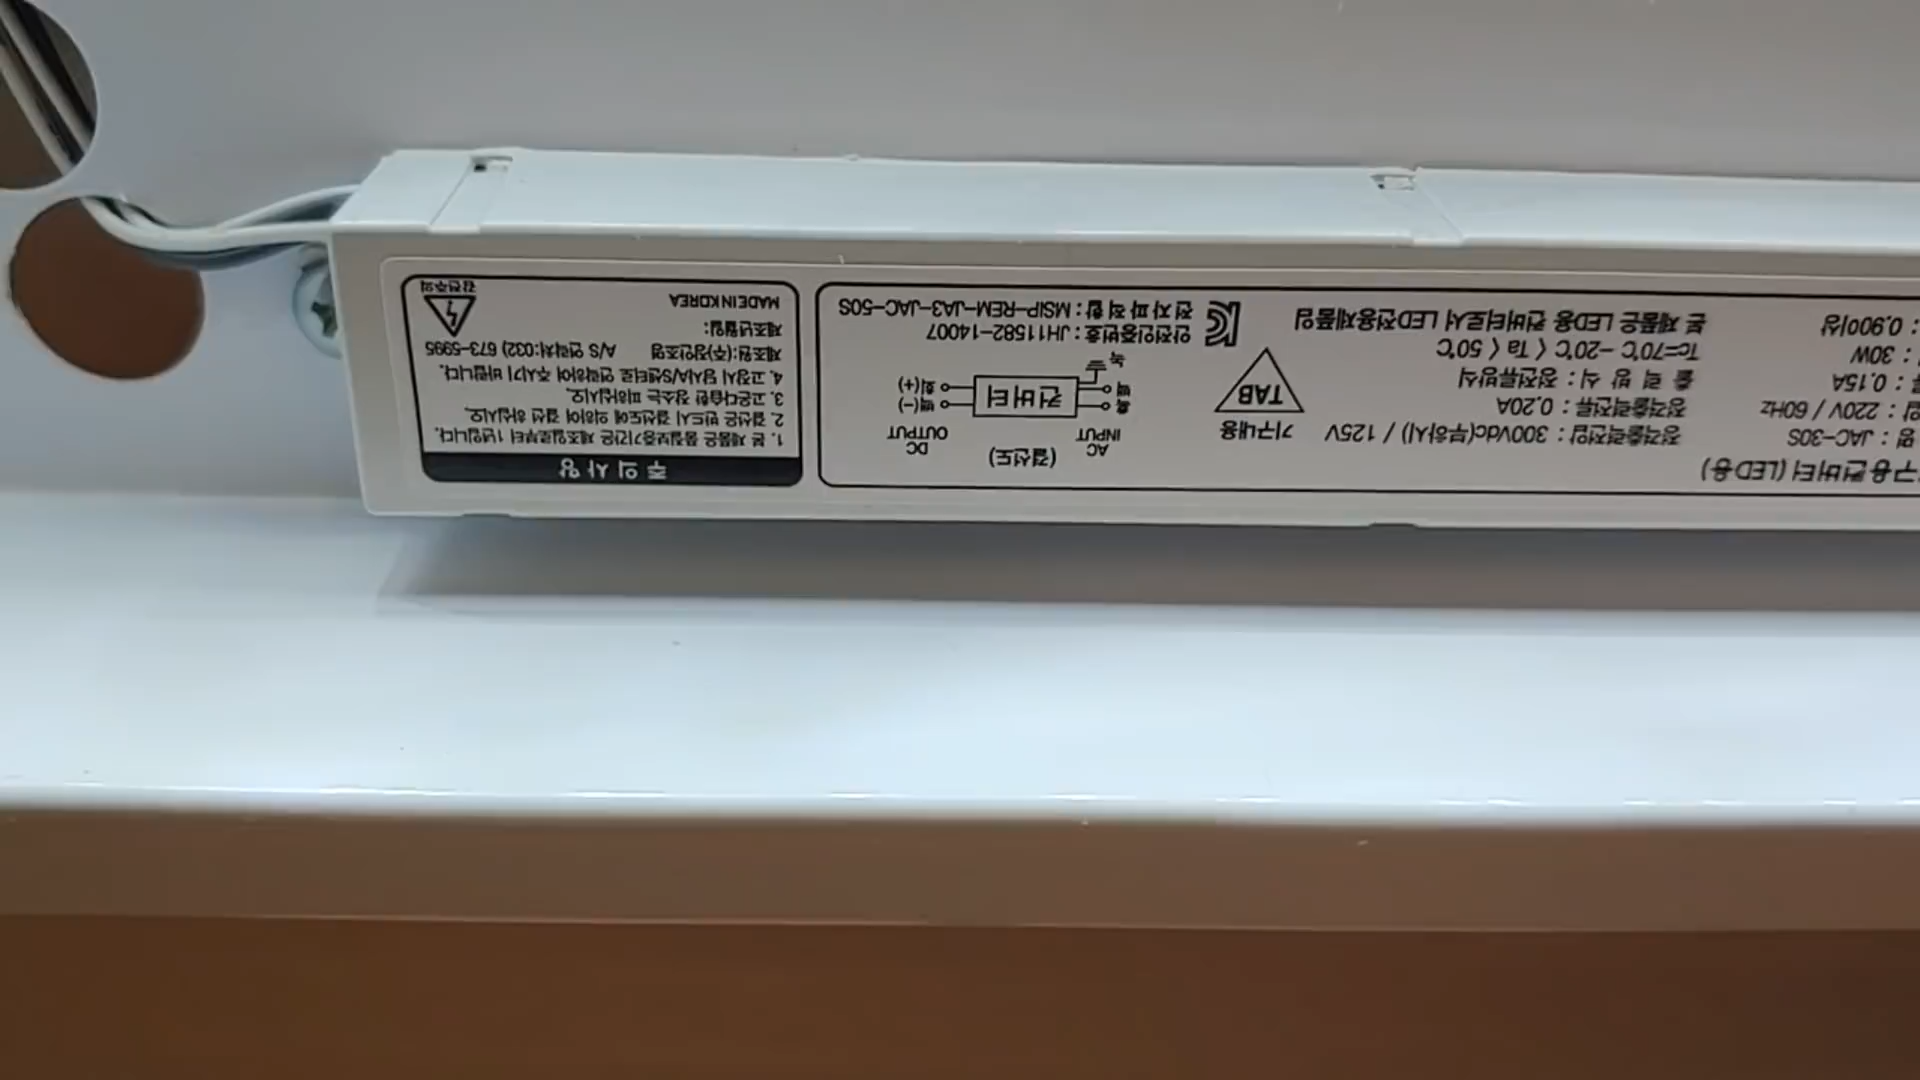 구용컨버터 (LED용)
명 : JAC-30S
압 : 220V / 60Hz
류 : 0.15A
: 30W
: 0.90이상
정격출력전압 : 300Vdc(무부하시) / 125V
정격출력전류 : 0.20A
출 력 방 식 : 정전류방식
Tc=70℃ -20℃ < Ta < 50℃
본 제품은 LED용 컨버터로서 LED전용제품임
기구내용
TAB
(결선도)
AC
INPUT
DC
OUTPUT
흑
백
녹
컨버터
백(-)
회(+)
안전인증번호 : JH11582-14007
전 자 파 적 합 : MSIP-REM-JA3-JAC-50S
주 의 사 항
1. 본 제품은 품질보증기간은 제조일로부터 1년입니다.
2. 결선은 반드시 결선도에 의하여 결선 하십시오.
3. 고온다습한 장소는 피하십시오.
4. 고장시 당사/A/S센터로 연락하여 주시기 바랍니다.
제조원:(주)장안조명 A/S 연락처:032) 673-5995
제조년월일:
MADE IN KOREA
감전주의